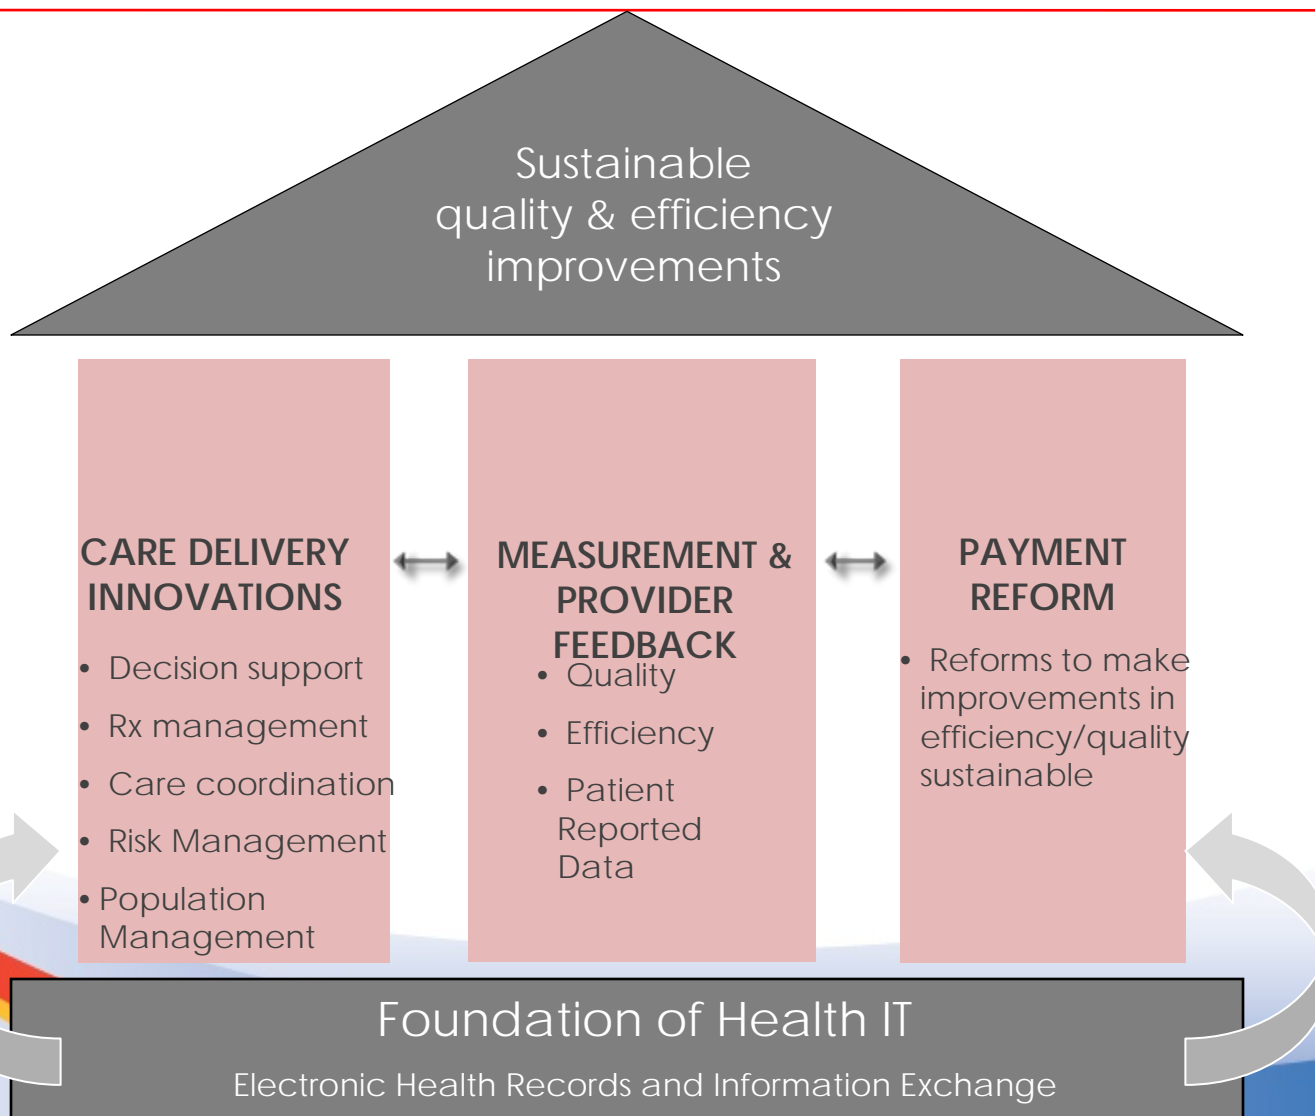 Sustainable
quality & efficiency
improvements
CARE DELIVERY
INNOVATIONS
• Decision support
• Rx management
• Care coordination
• Risk Management
• Population
Management
MEASUREMENT &
PROVIDER
FEEDBACK
• Quality
• Efficiency
• Patient
Reported
Data
PAYMENT
REFORM
• Reforms to make
improvements in
efficiency/quality
sustainable
Foundation of Health IT
Electronic Health Records and Information Exchange